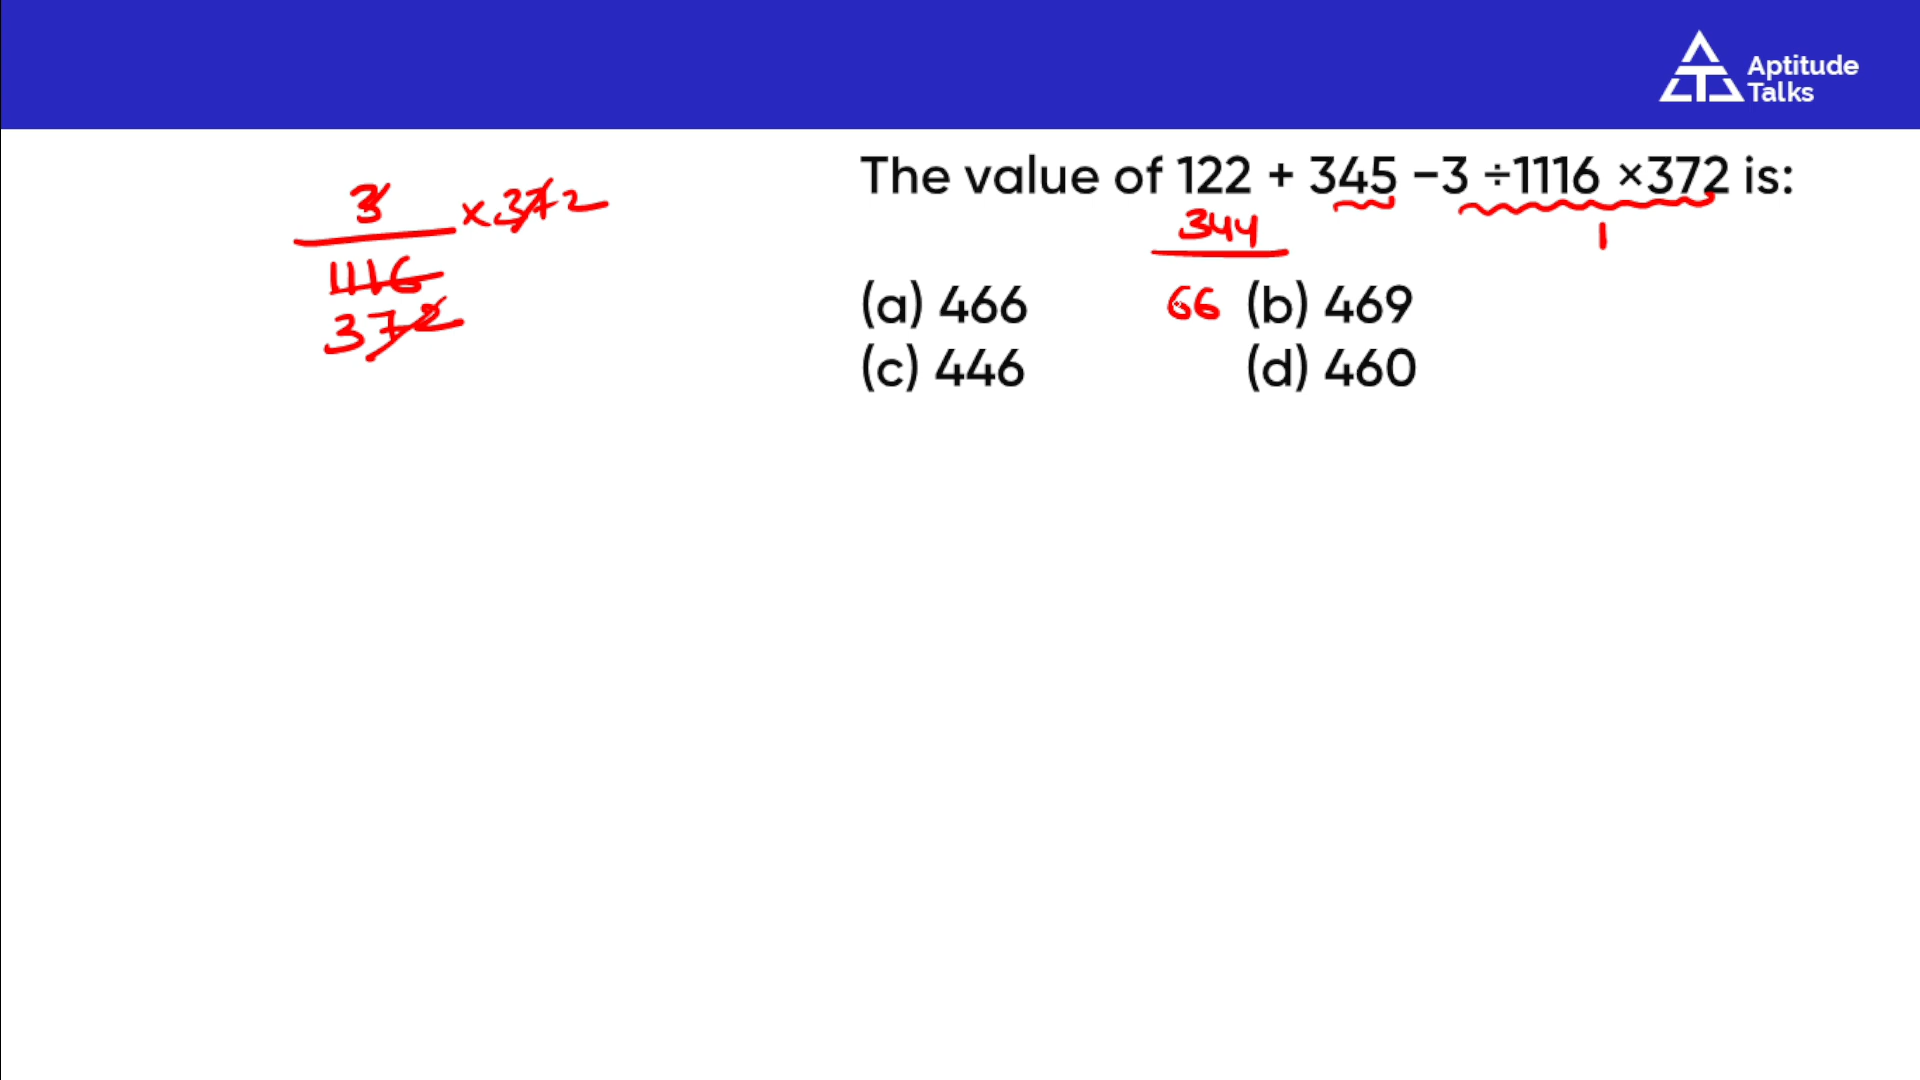 Aptitude
Talks
The value of 122 + 345 −3 ÷1116 ×372 is:
3
×372
1116
372
344
1
(a) 466
66
(b) 469
(c) 446
(d) 460